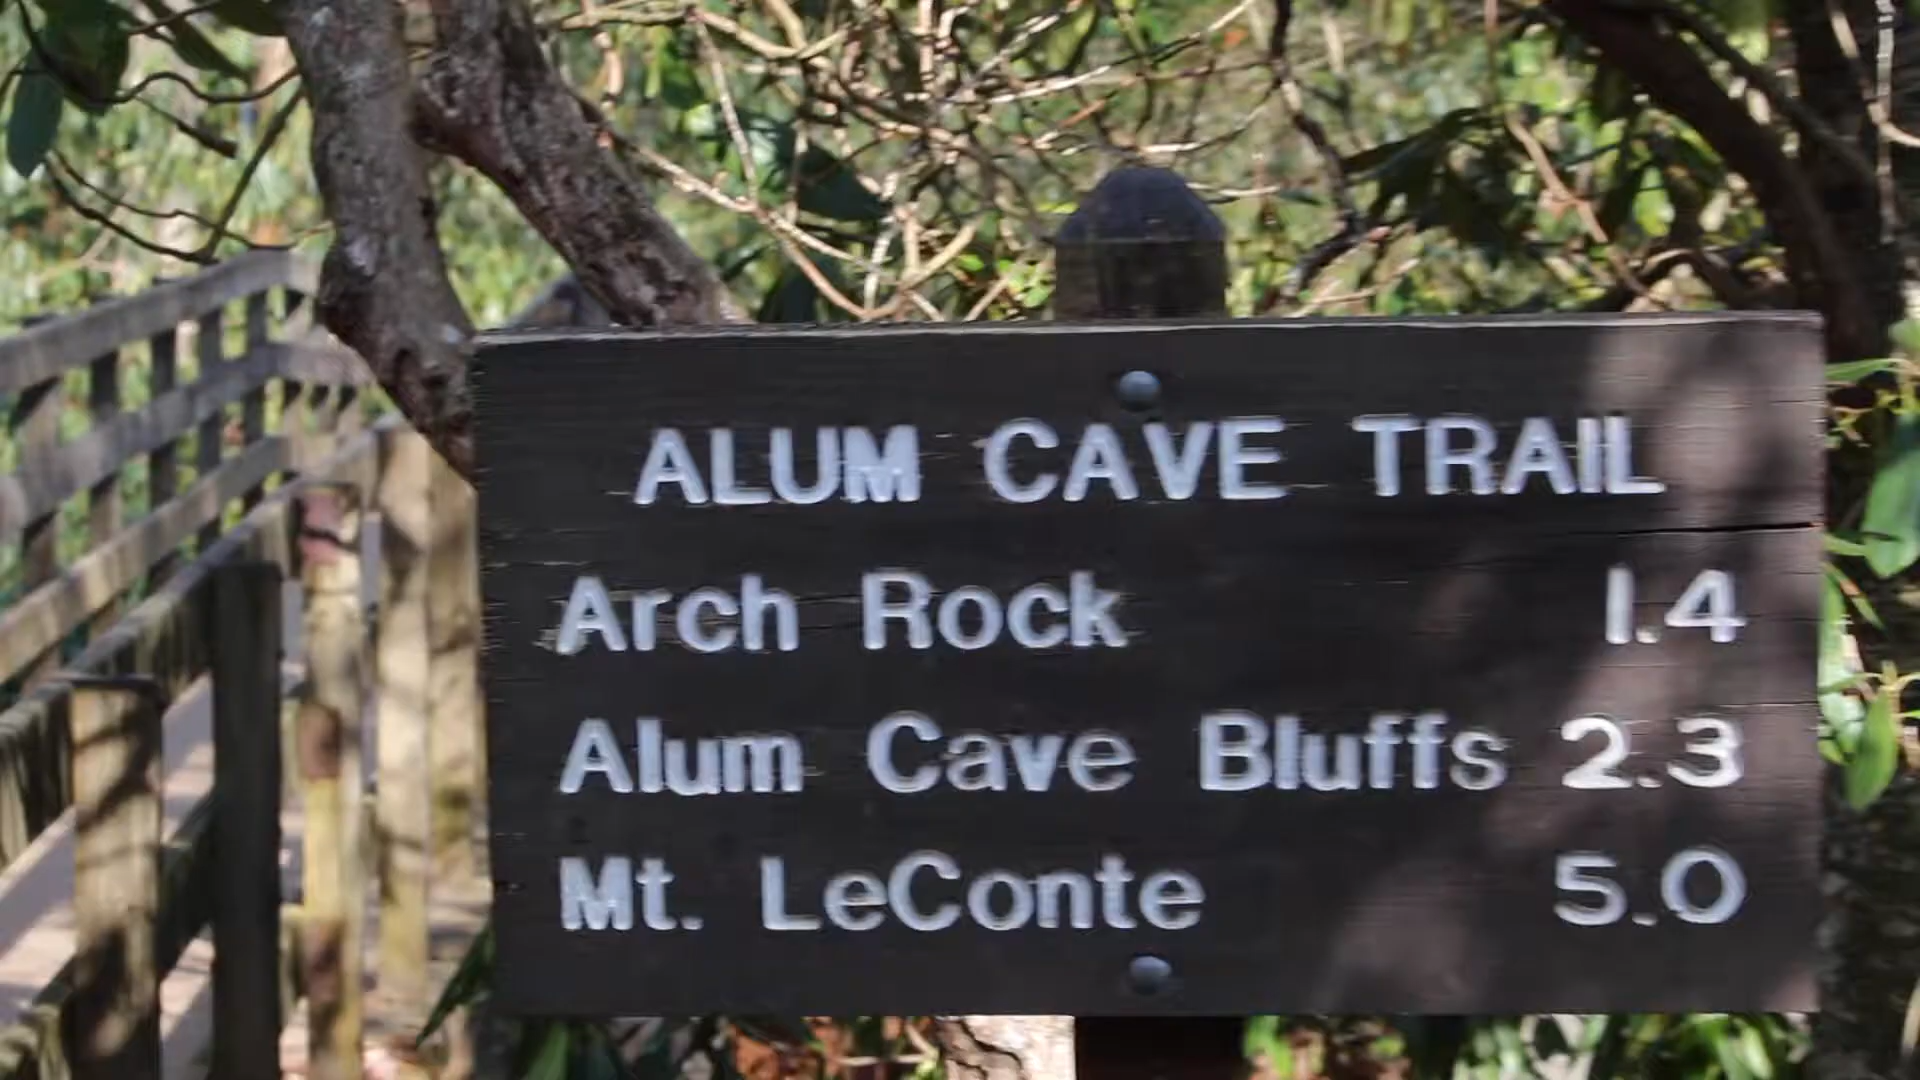 ALUM CAVE TRAIL
Arch Rock 1.4
Alum Cave Bluffs 2.3
Mt. LeConte 5.0